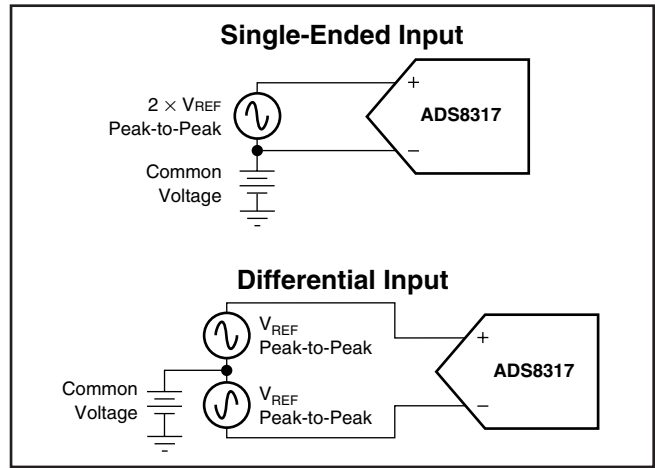 Single-Ended Input
2 × VREF
Peak-to-Peak
+
ADS8317
−
Common
Voltage
Differential Input
VREF
Peak-to-Peak
+
ADS8317
Common
Voltage
VREF
Peak-to-Peak
−